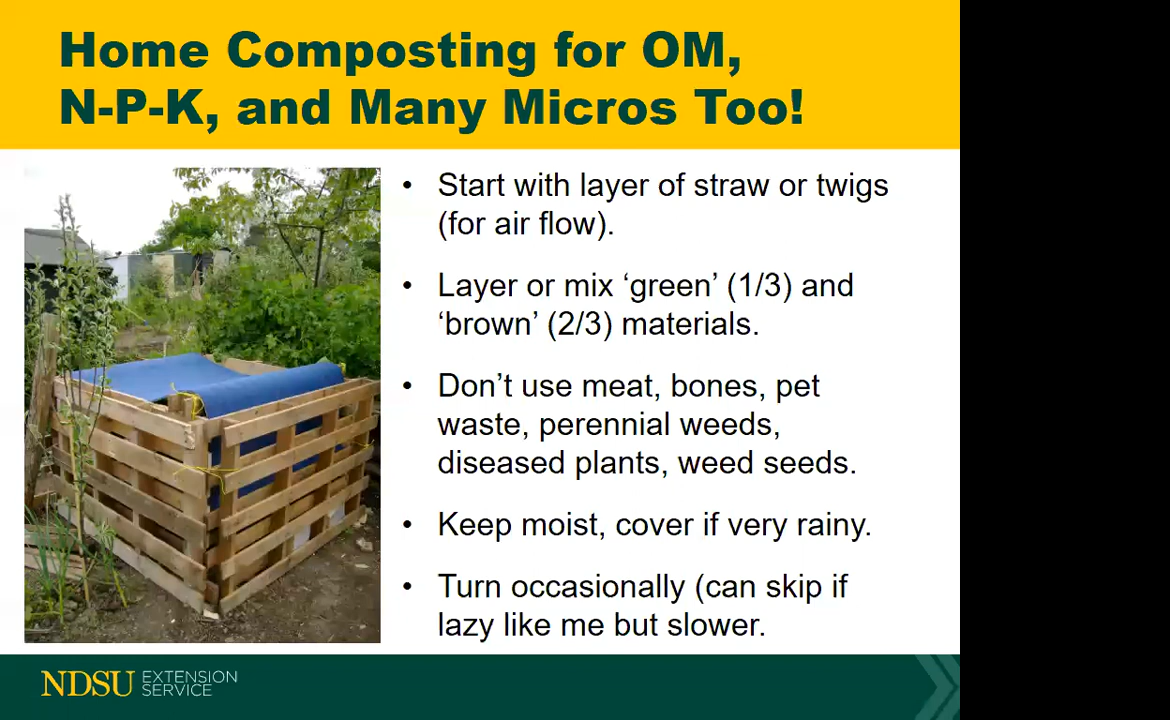 Home Composting for OM,
N-P-K, and Many Micros Too!
• Start with layer of straw or twigs
(for air flow).
• Layer or mix ‘green’ (1/3) and
‘brown’ (2/3) materials.
• Don’t use meat, bones, pet
waste, perennial weeds,
diseased plants, weed seeds.
• Keep moist, cover if very rainy.
• Turn occasionally (can skip if
lazy like me but slower.
NDSU EXTENSION
SERVICE